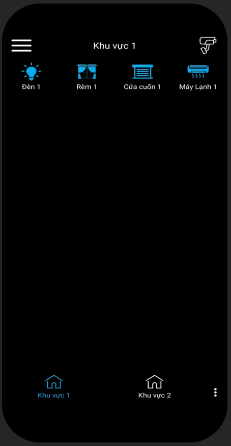 Khu vực 1
Đèn 1 Rèm 1 Cửa cuốn 1 Máy Lạnh 1
Khu vực 1 Khu vực 2